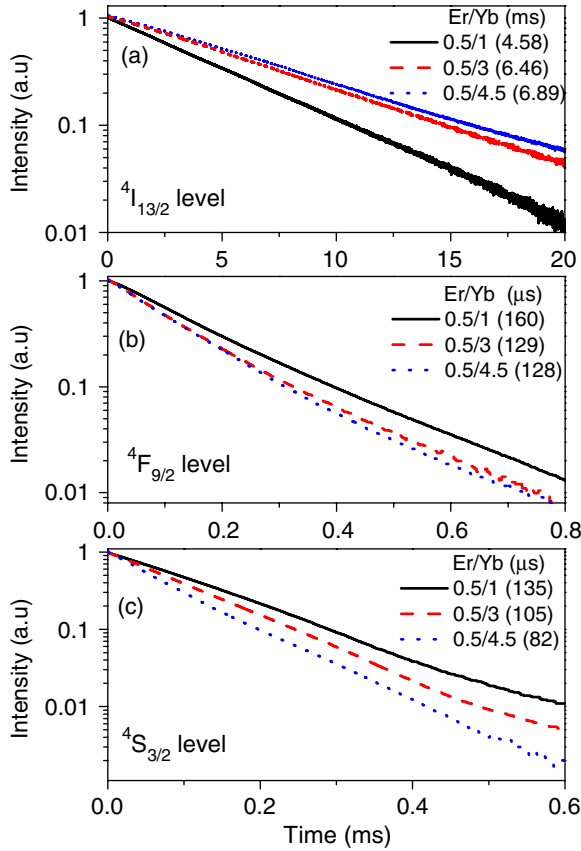 (a)
Er/Yb (ms)
0.5/1 (4.58)
0.5/3 (6.46)
0.5/4.5 (6.89)
⁴I₁₃/₂ level
Intensity (a.u)
1
0.1
0.01
0 5 10 15 20
(b)
Er/Yb (μs)
0.5/1 (160)
0.5/3 (129)
0.5/4.5 (128)
⁴F₉/₂ level
Intensity (a.u)
1
0.1
0.01
0.0 0.2 0.4 0.6 0.8
(c)
Er/Yb (μs)
0.5/1 (135)
0.5/3 (105)
0.5/4.5 (82)
⁴S₃/₂ level
Intensity (a.u)
1
0.1
0.01
0.0 0.2 0.4 0.6
Time (ms)